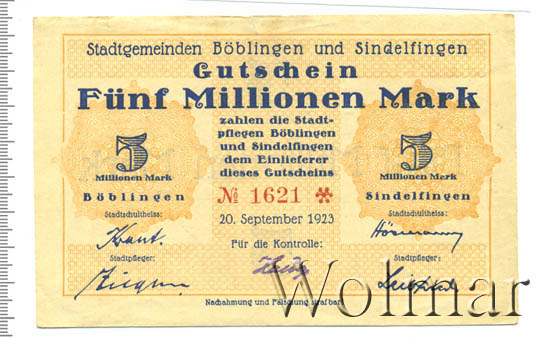 Stadtgemeinden Böblingen und Sindelfingen
Gutschein
Fünf Millionen Mark
zahlen die Stadt-
pflegen Böblingen
und Sindelfingen
dem Einlieferer
dieses Gutscheins
5
Millionen Mark
Böblingen
Stadtschultheiss:
Stadtpfleger:
№ 1621 ✻
20. September 1923
Für die Kontrolle:
5
Millionen Mark
Sindelfingen
Stadtschultheiss:
Stadtpfleger:
Nachahmung und Fälschung strafbar!
Wolmar